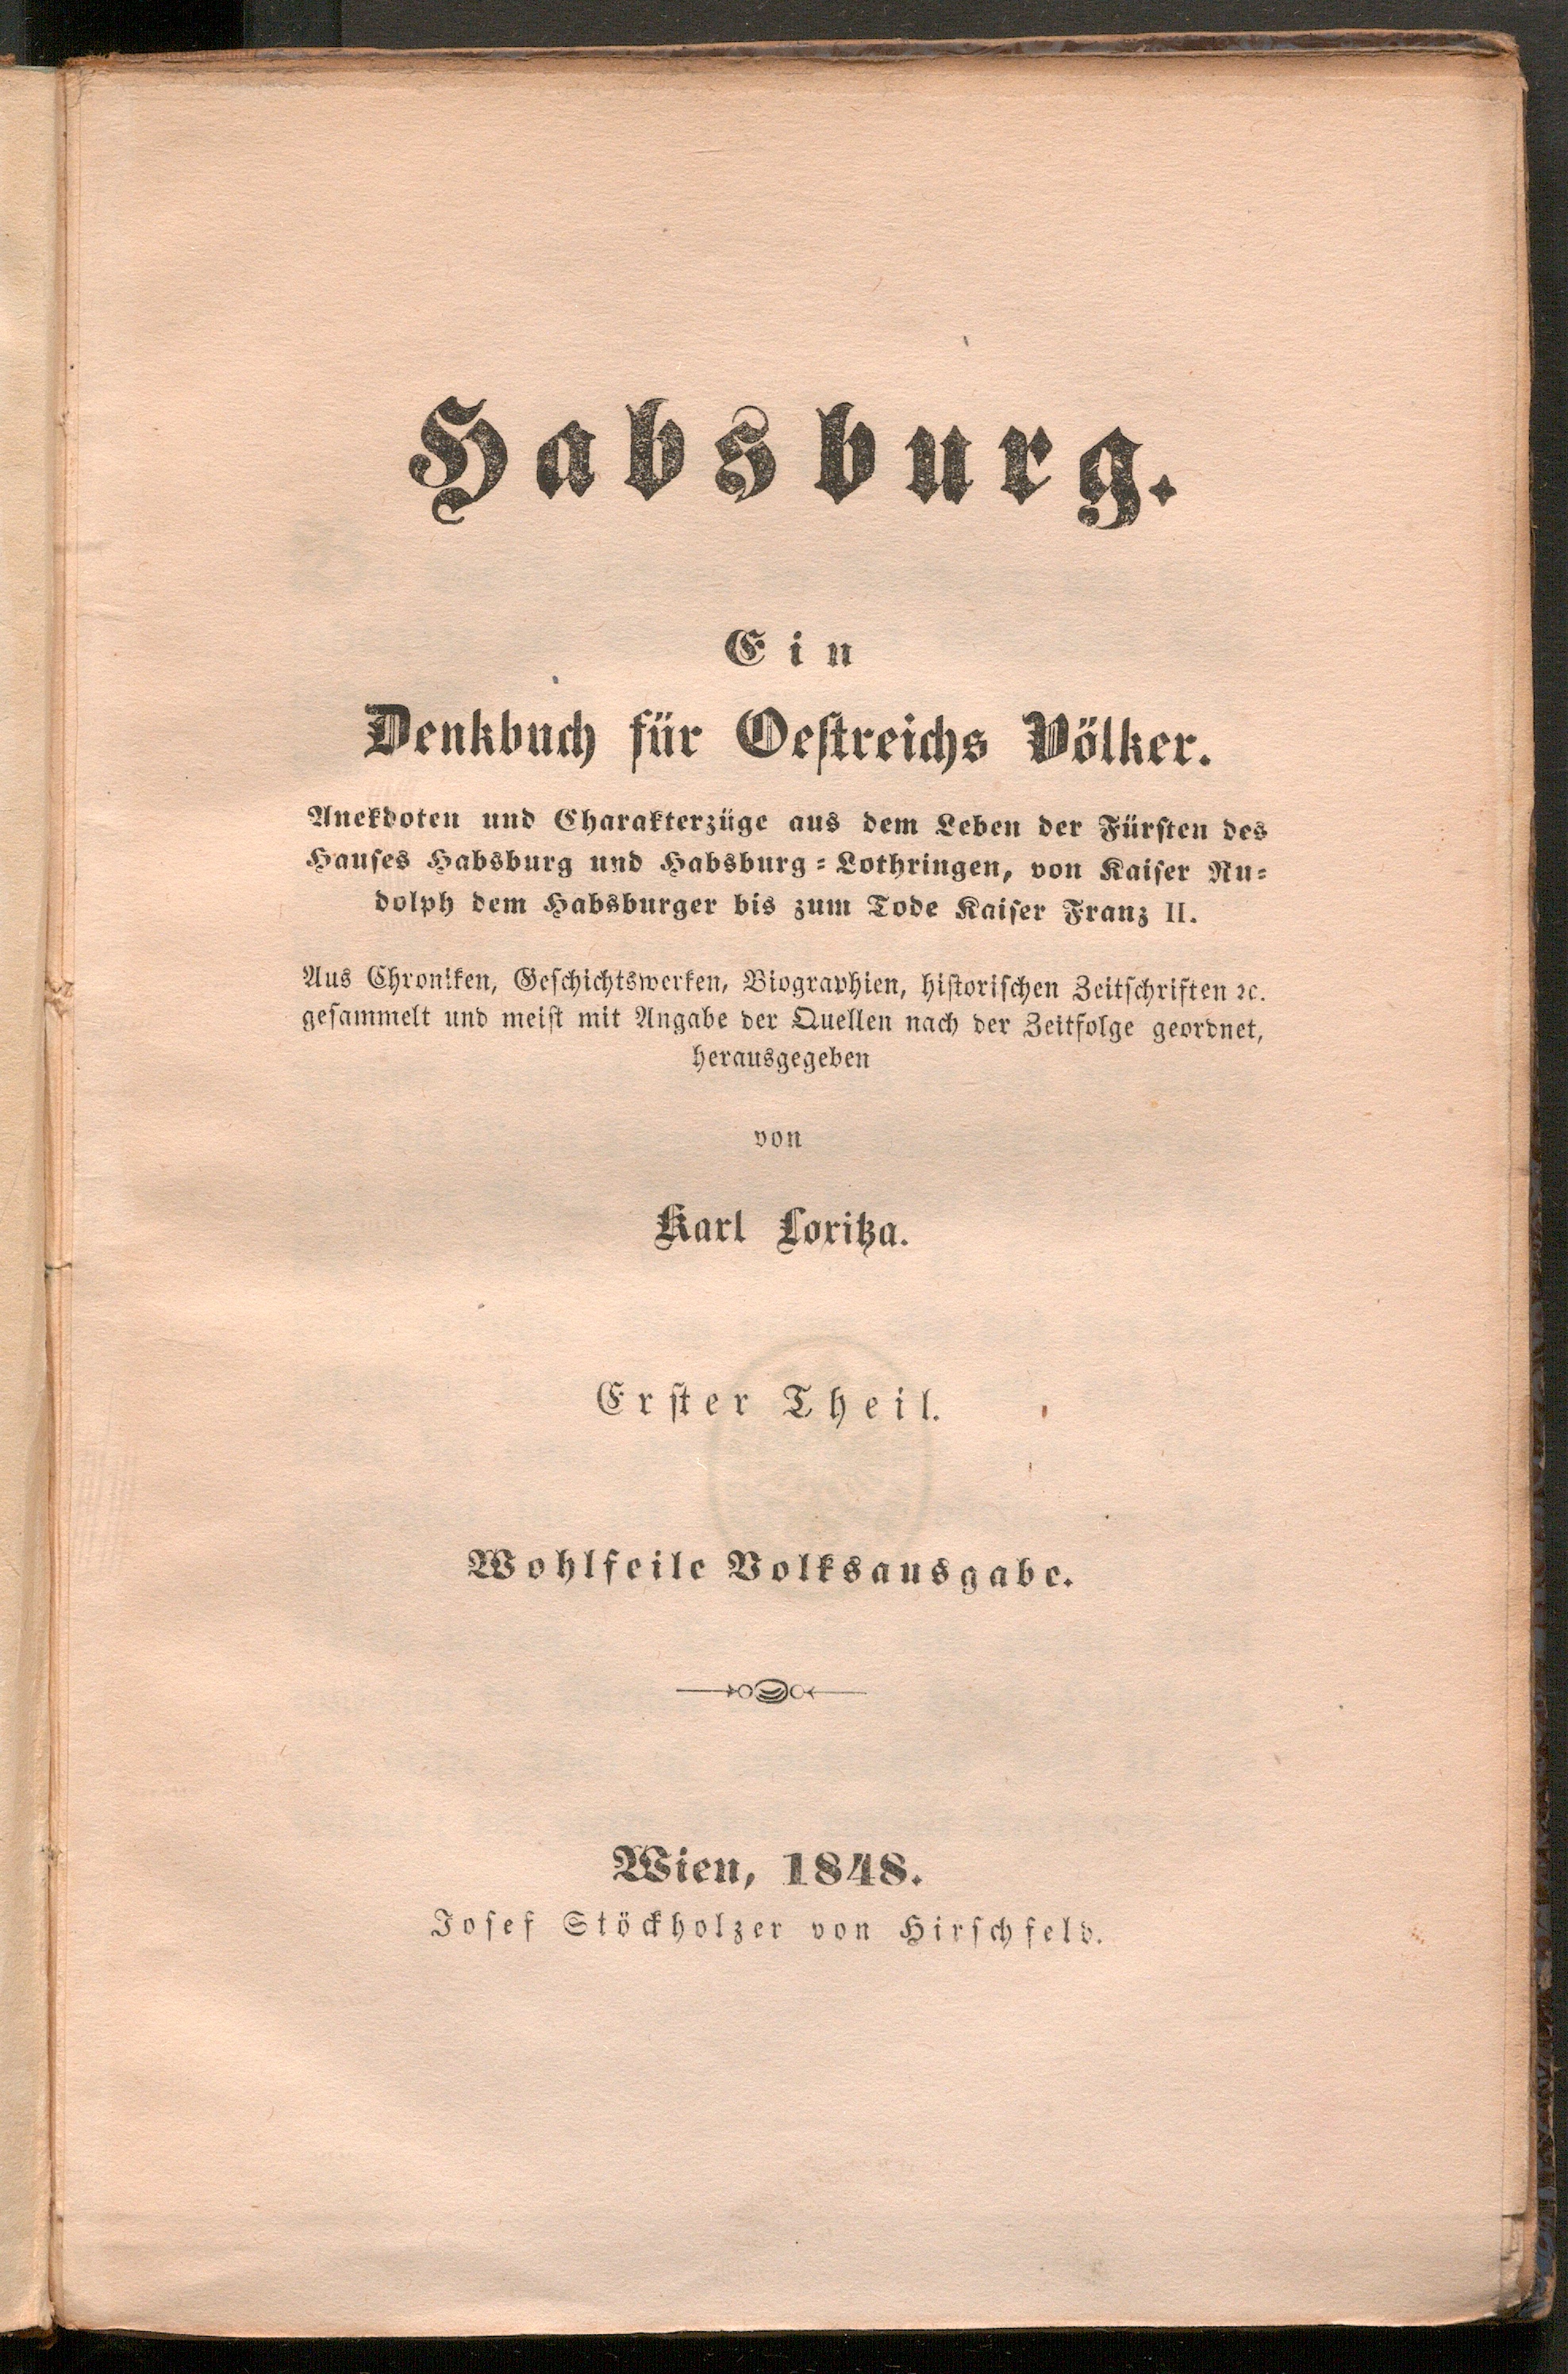 Habsburg.
Ein
Denkbuch für Oeſtreichs Völker.
Anekdoten und Charakterzüge aus dem Leben der Fürſten des
Hauſes Habsburg und Habsburg=Lothringen, von Kaiſer Ru=
dolph dem Habsburger bis zum Tode Kaiſer Franz II.
Aus Chroniken, Geſchichtswerken, Biographien, hiſtoriſchen Zeitſchriften ꝛc.
geſammelt und meiſt mit Angabe der Quellen nach der Zeitfolge geordnet,
herausgegeben
von
Karl Loritza.
Erſter Theil.
Wohlfeile Volksausgabe.
Wien, 1848.
Joſef Stöckholzer von Hirſchfeld.